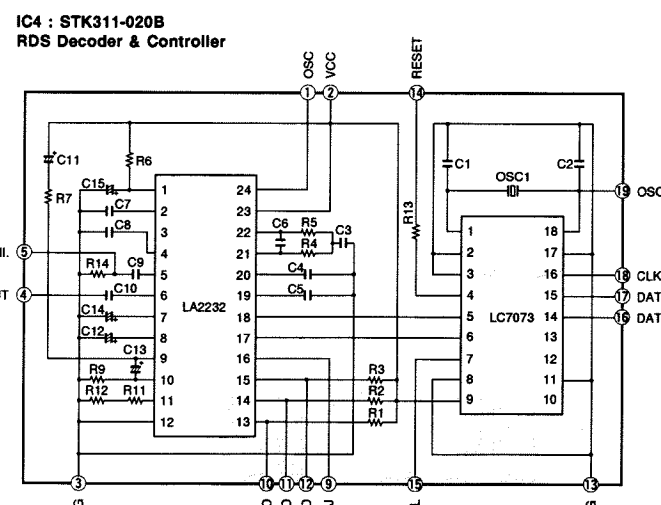 IC4 : STK311-020B
RDS Decoder & Controller
OSC
VCC
RESET
1
2
14
C11
R6
C1
C2
OSC1
19
R7
C15
1
24
C7
2
23
C8
3
22
C6
R5
C3
R13
1
18
5
4
21
R4
2
17
R14
C9
5
20
C4
3
16
18
CLK
4
C10
6
19
C5
4
15
17
DAT
LA2232
LC7073
C14
7
18
5
14
16
DAT
C12
8
17
6
13
C13
9
16
7
12
R9
10
15
R3
8
11
R12
R11
11
14
R2
9
10
12
13
R1
3
10
11
12
9
15
13